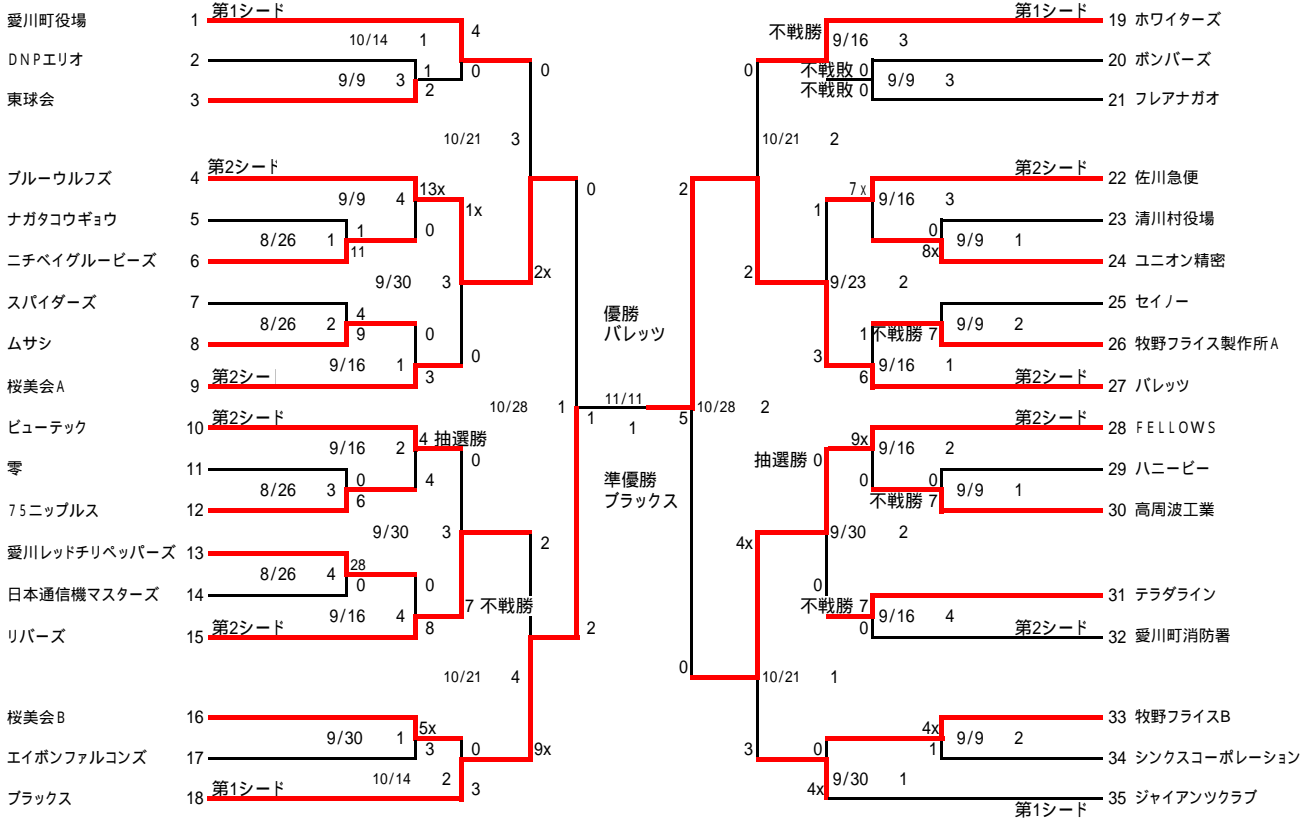 愛川町役場 1 第1シード
10/14 1 4
DNPエリオ 2
9/9 3 1 0 0
東球会 3 2
10/21 3
ブルーウルフズ 4 第2シード
9/9 4 13x 0
ナガタコウギョウ 5
8/26 1 1 0 1x
ニチベイグルービーズ 6 11
9/30 3 2x
スパイダーズ 7
8/26 2 4 0
ムサシ 8 9
9/16 1 0
桜美会A 9 第2シー 3
10/28 1
ビューテック 10 第2シード
9/16 2 4 抽選勝 0
零 11
8/26 3 0 4
75ニップルス 12 6
9/30 3 2
愛川レッドチリペッパーズ 13
8/26 4 28 0
日本通信機マスターズ 14 0
9/16 4 7 不戦勝
リバーズ 15 第2シード 8 2
10/21 4
桜美会B 16
9/30 1 5x
エイボンファルコンズ 17 3 0 9x
10/14 2 3
ブラックス 18 第1シード
優勝
バレッツ
11/11
1 1 5
準優勝
ブラックス
第1シード 19 ホワイターズ
不戦勝 9/16 3
20 ボンバーズ
0 不戦敗 0
不戦敗 0 9/9 3
21 フレアナガオ
10/21 2
第2シード 22 佐川急便
2 7x 9/16 3
1 23 清川村役場
0 9/9 1
8x 24 ユニオン精密
2 9/23 2
25 セイノー
1 不戦勝 7 9/9 2
26 牧野フライス製作所A
3 9/16 1
6 第2シード 27 バレッツ
10/28 2
第2シード 28 FELLOWS
9x 9/16 2
抽選勝 0 29 ハニービー
0 0 9/9 1
不戦勝 7 30 高周波工業
4x 9/30 2
0 31 テラダライン
不戦勝 7 9/16 4
0 第2シード 32 愛川町消防署
0 10/21 1
33 牧野フライスB
4x 9/9 2
3 0 1 34 シンクスコーポレーション
4x 9/30 1
35 ジャイアンツクラブ
第1シード